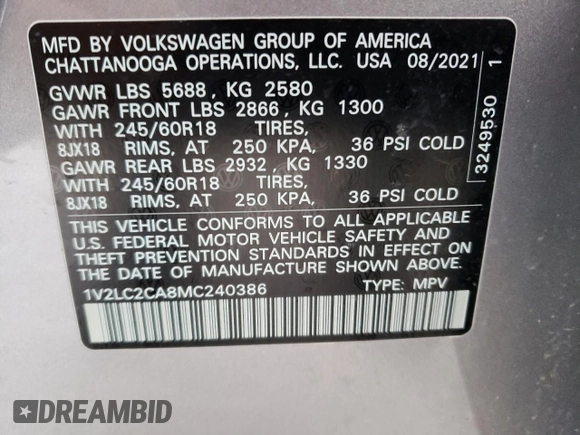 MFD BY VOLKSWAGEN GROUP OF AMERICA
CHATTANOOGA OPERATIONS, LLC. USA 08/2021
GVWR LBS 5688, KG 2580
GAWR FRONT LBS 2866, KG 1300
WITH 245/60R18 TIRES,
8JX18 RIMS, AT 250 KPA, 36 PSI COLD
GAWR REAR LBS 2932, KG 1330
WITH 245/60R18 TIRES,
8JX18 RIMS, AT 250 KPA, 36 PSI COLD
THIS VEHICLE CONFORMS TO ALL APPLICABLE
U.S. FEDERAL MOTOR VEHICLE SAFETY AND
THEFT PREVENTION STANDARDS IN EFFECT ON
THE DATE OF MANUFACTURE SHOWN ABOVE.
1V2LC2CA8MC240386 TYPE: MPV
3249530 1
DREAMBID